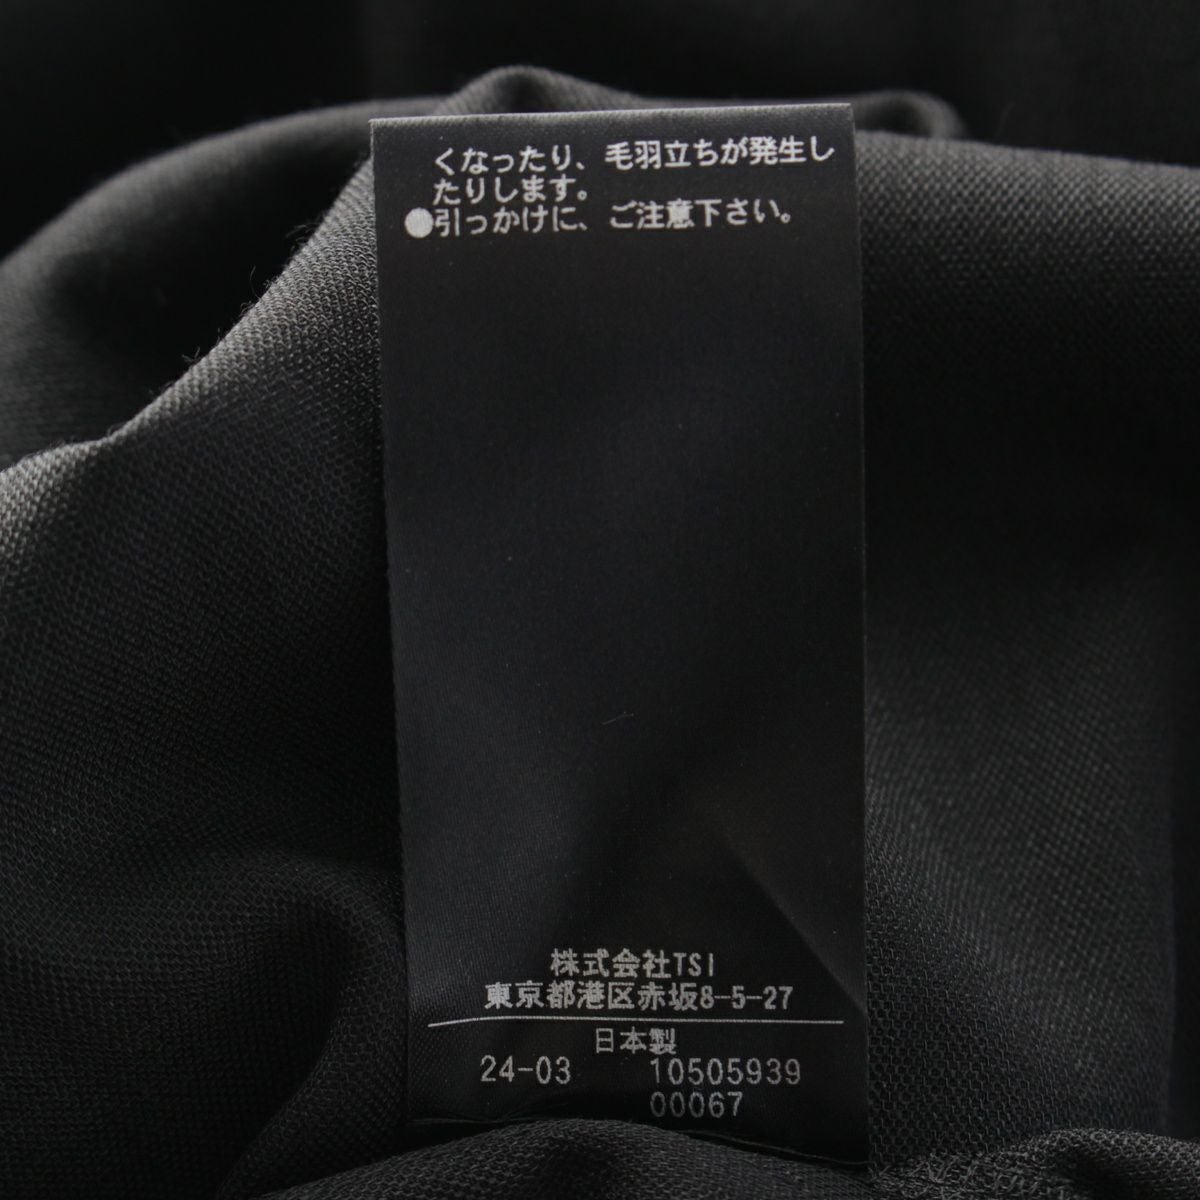 くなったり、毛羽立ちが発生し
たりします。
●引っかけに、ご注意下さい。
株式会社TSI
東京都港区赤坂8-5-27
日本製
24-03 10505939
00067